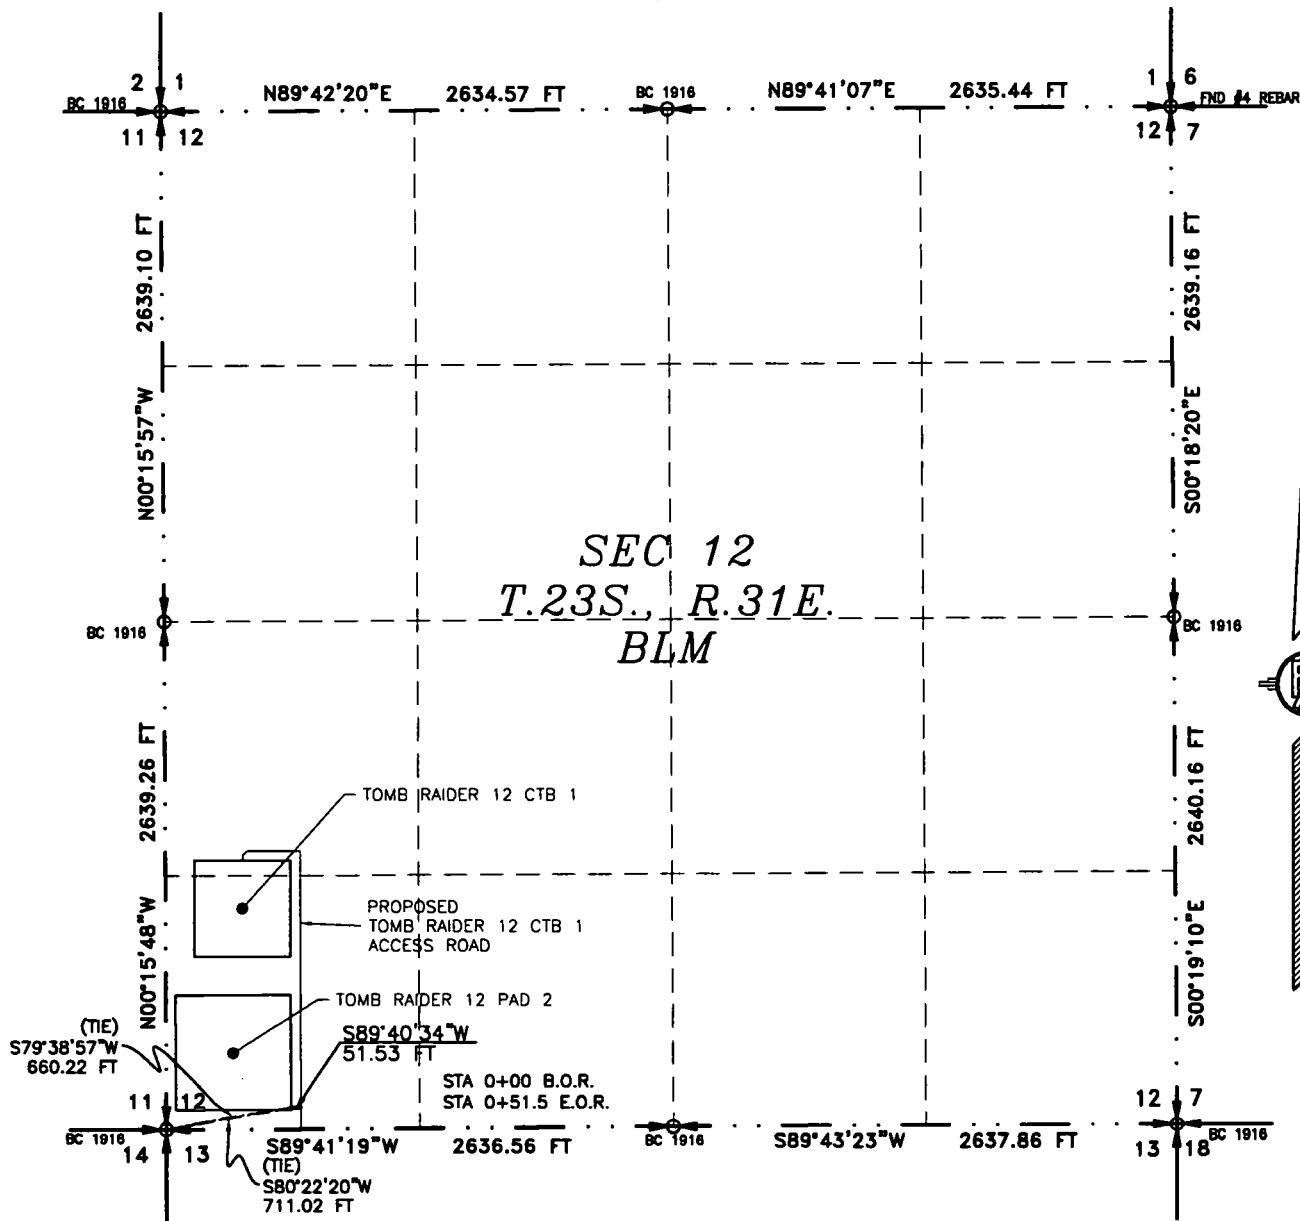 2 1
1 6
N89°42'20"E 2634.57 FT
BC 1916
N89°41'07"E 2635.44 FT
BC 1916
FND #4 REBAR
11 12
12 7
2639.10 FT
2639.16 FT
N00°15'57"W
S00°18'20"E
SEC 12
T.23S., R.31E.
BLM
BC 1916
BC 1916
2639.26 FT
2640.16 FT
TOMB RAIDER 12 CTB 1
PROPOSED
TOMB RAIDER 12 CTB 1
ACCESS ROAD
N00°15'48"W
S00°19'10"E
TOMB RAIDER 12 PAD 2
(TIE)
S79°38'57"W
660.22 FT
S89°40'34"W
51.53 FT
STA 0+00 B.O.R.
STA 0+51.5 E.O.R.
11 12
12 7
BC 1916
S89°41'19"W 2636.56 FT
BC 1916
S89°43'23"W 2637.86 FT
BC 1916
14 13
13 18
(TIE)
S80°22'20"W
711.02 FT